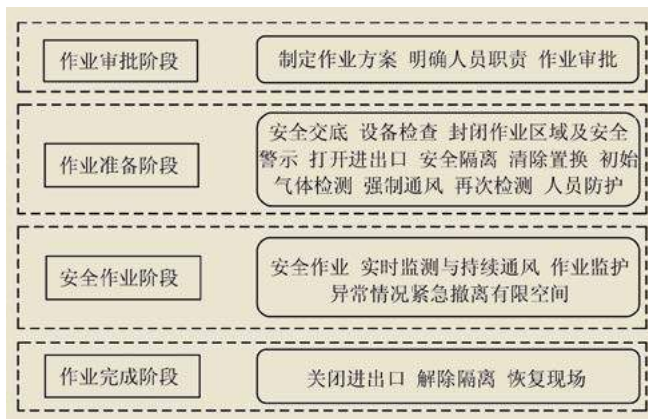 作业审批阶段
制定作业方案 明确人员职责 作业审批
作业准备阶段
安全交底 设备检查 封闭作业区域及安全
警示 打开进出口 安全隔离 清除置换 初始
气体检测 强制通风 再次检测 人员防护
安全作业阶段
安全作业 实时监测与持续通风 作业监护
异常情况紧急撤离有限空间
作业完成阶段
关闭进出口 解除隔离 恢复现场